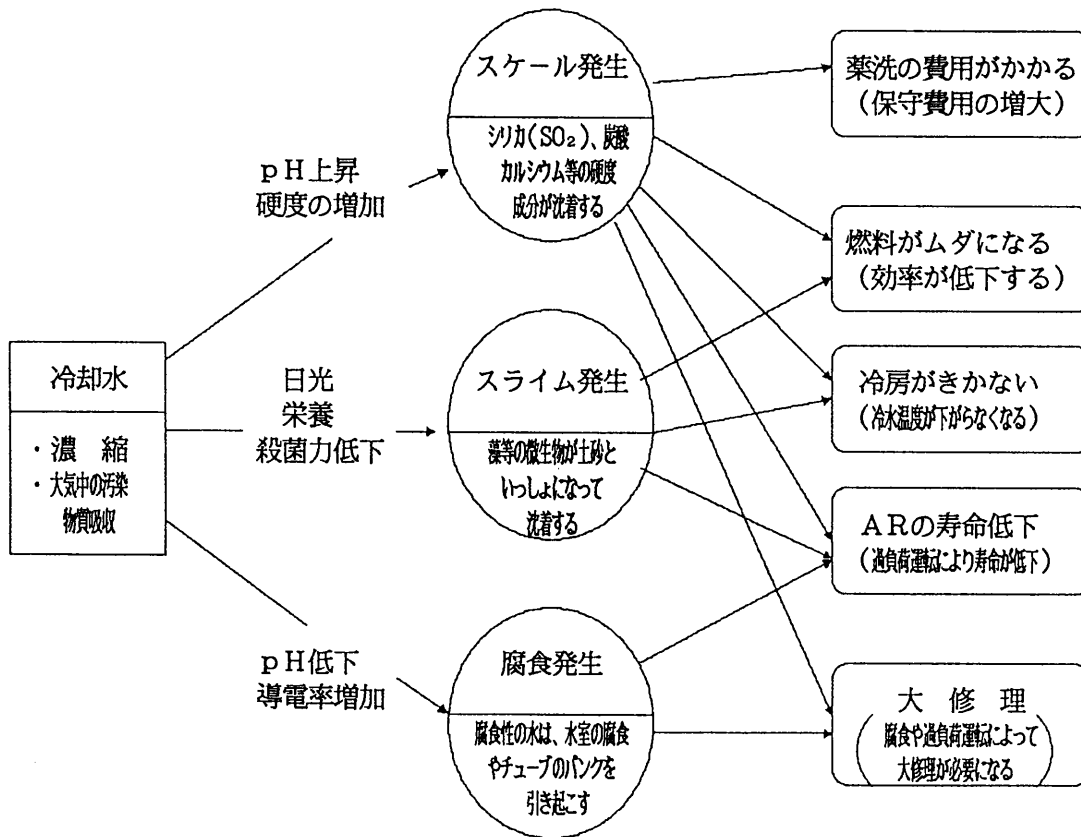 冷却水
・濃　縮
・大気中の汚染
物質吸収
ｐＨ上昇
硬度の増加
日光
栄養
殺菌力低下
ｐＨ低下
導電率増加
スケール発生
シリカ(ＳＯ₂)、炭酸
カルシウム等の硬度
成分が沈着する
スライム発生
藻等の微生物が土砂と
いっしょになって
沈着する
腐食発生
腐食性の水は、水室の腐食
やチューブのパンクを
引き起こす
薬洗の費用がかかる
(保守費用の増大)
燃料がムダになる
(効率が低下する)
冷房がきかない
(冷水温度が下がらなくなる)
ＡＲの寿命低下
(過負荷運転により寿命が低下)
大　修　理
(腐食や過負荷運転によって
大修理が必要になる)